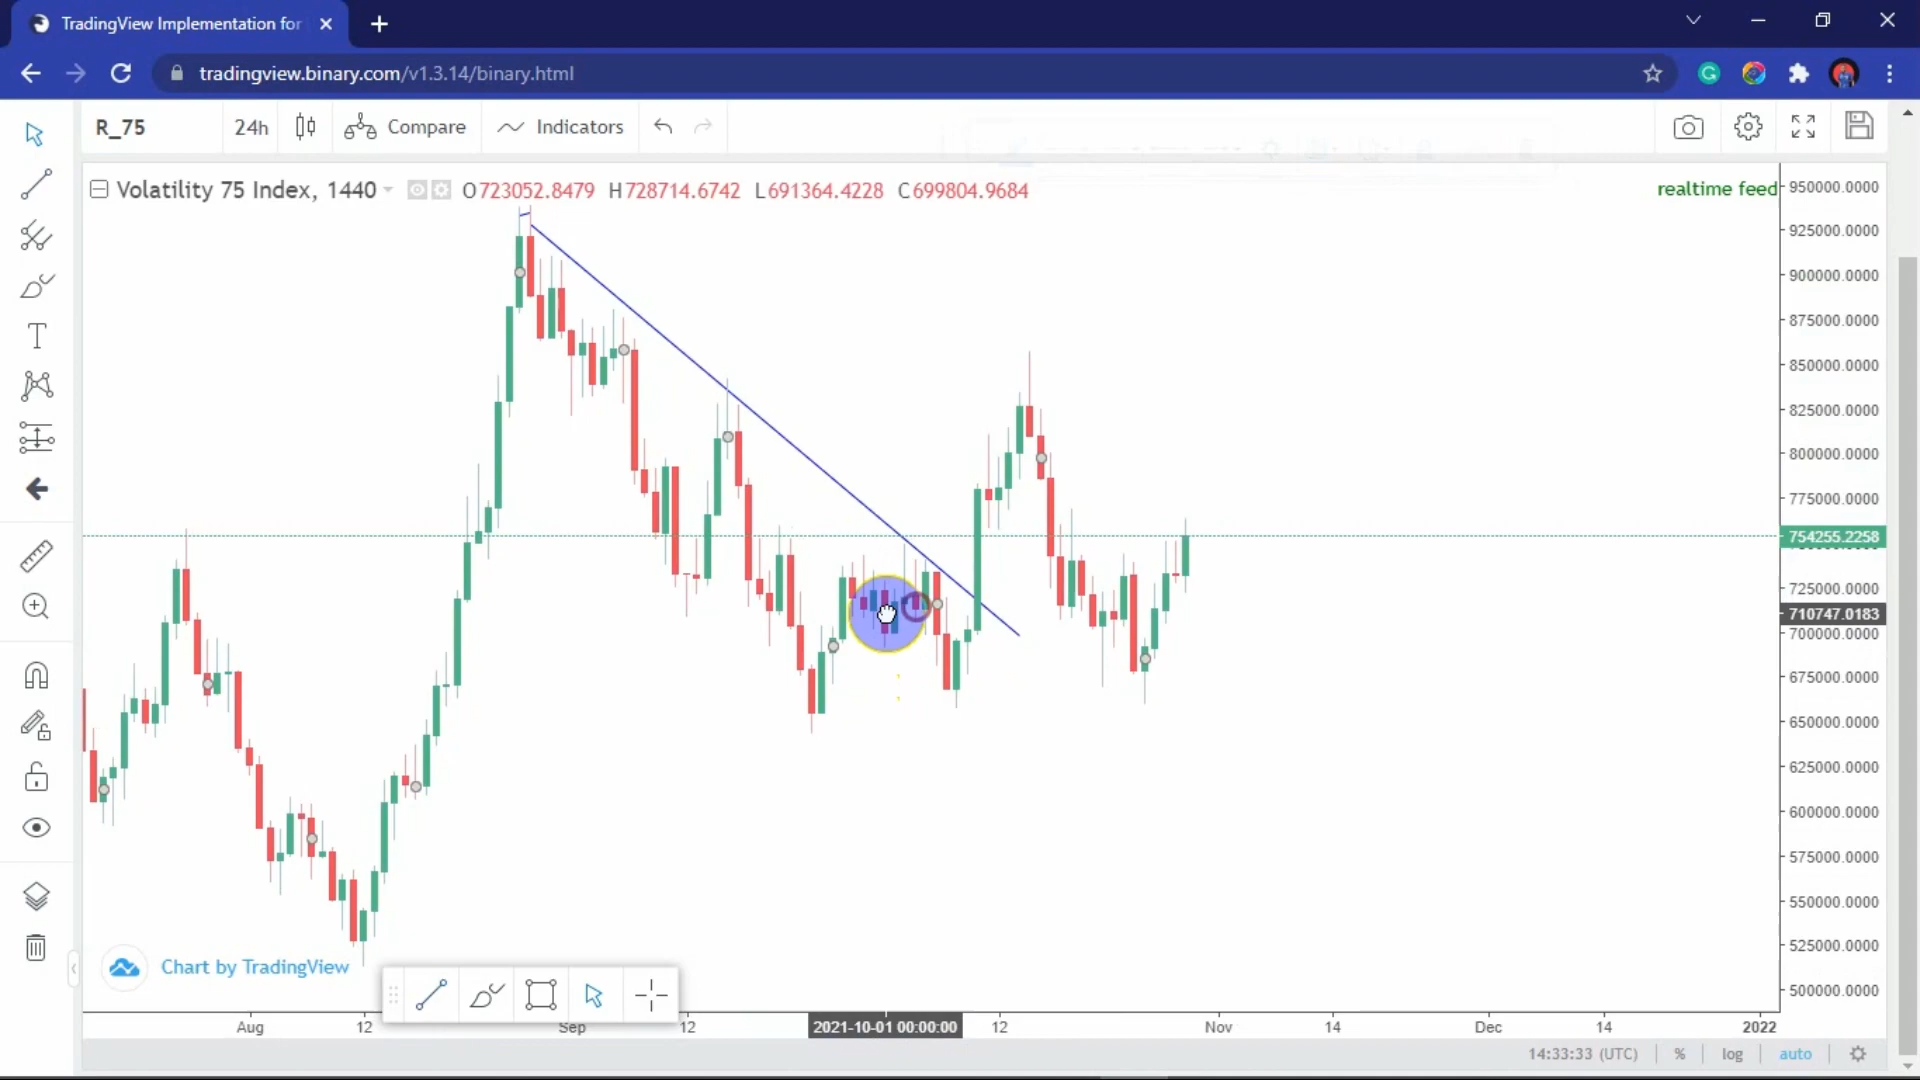 TradingView Implementation for
tradingview.binary.com/v1.3.14/binary.html
R_75
24h
Compare
Indicators
Volatility 75 Index, 1440
O723052.8479 H728714.6742 L691364.4228 C699804.9684
realtime feed
950000.0000
925000.0000
900000.0000
875000.0000
850000.0000
825000.0000
800000.0000
775000.0000
754255.2258
725000.0000
710747.0183
700000.0000
675000.0000
650000.0000
625000.0000
600000.0000
575000.0000
550000.0000
525000.0000
500000.0000
Chart by TradingView
Aug
12
Sep
12
2021-10-01 00:00:00
12
Nov
14
Dec
14
2022
14:33:33 (UTC)
%
log
auto